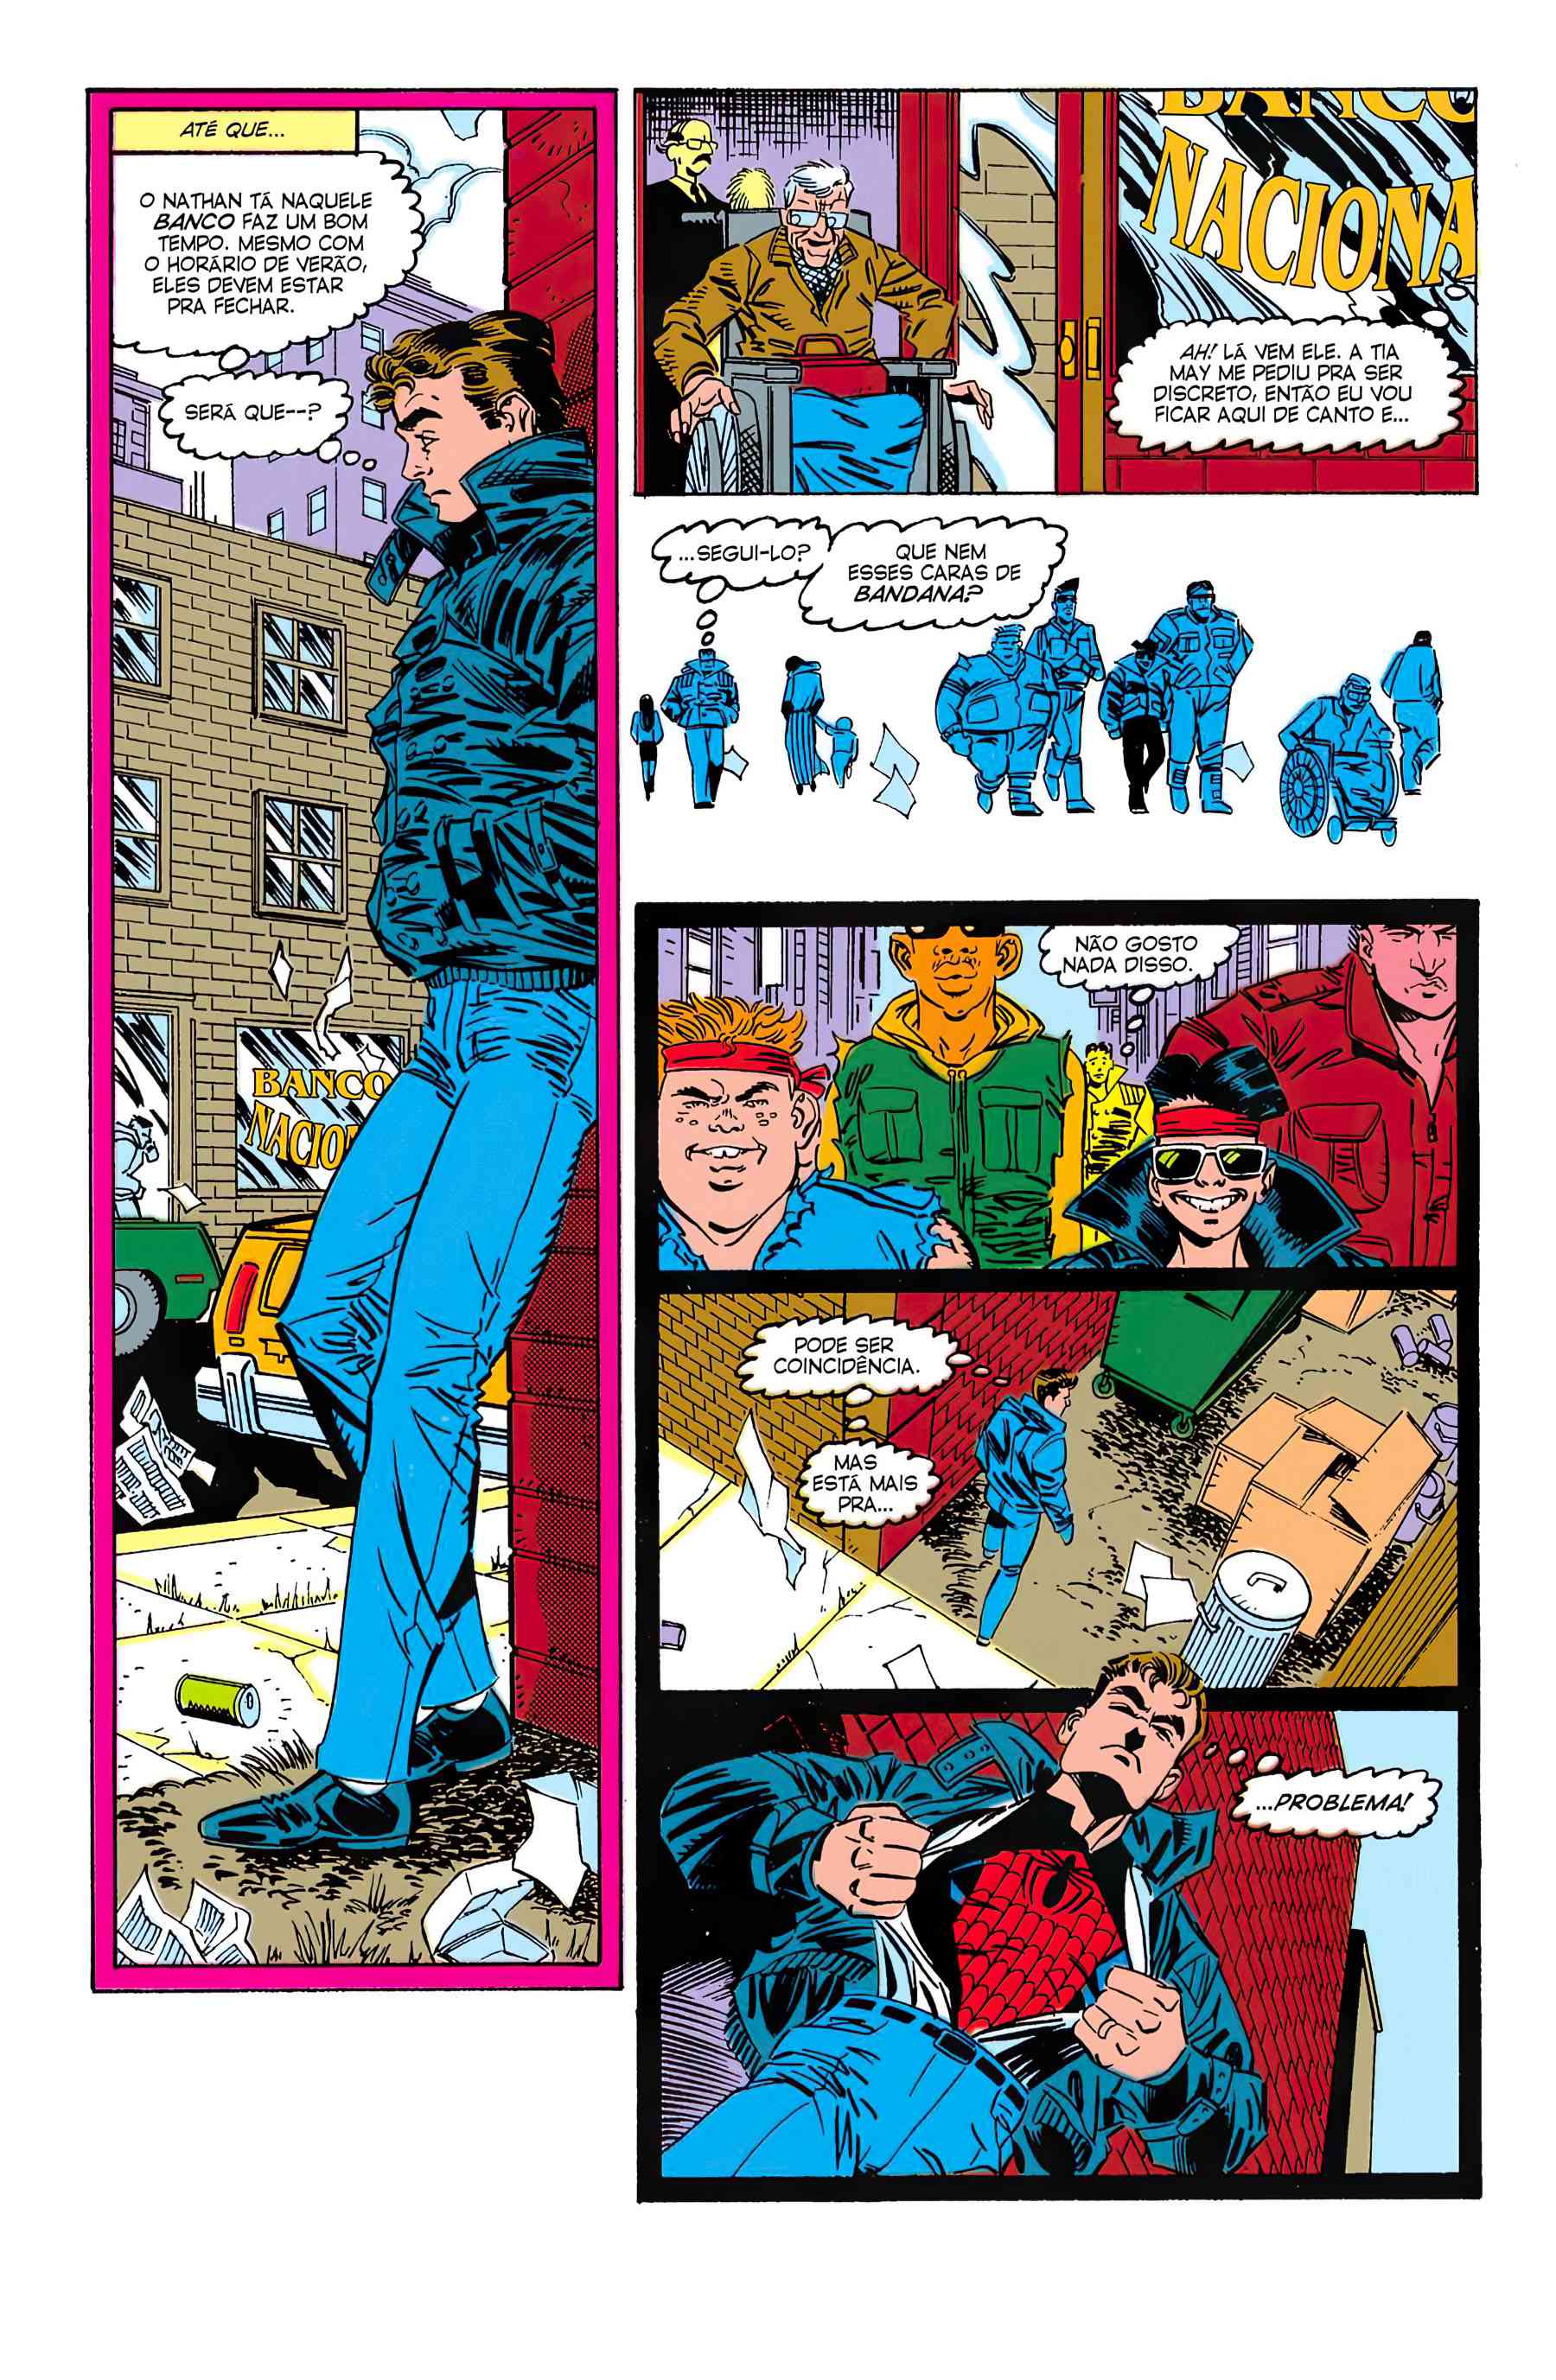 ATÉ QUE...
O NATHAN TÁ NAQUELE
BANCO FAZ UM BOM
TEMPO. MESMO COM
O HORÁRIO DE VERÃO,
ELES DEVEM ESTAR
PRA FECHAR.
SERÁ QUE--?
BANCO
NACIO
BANCO
NACIONA
AH! LÁ VEM ELE. A TIA
MAY ME PEDIU PRA SER
DISCRETO, ENTÃO EU VOU
FICAR AQUI DE CANTO E...
...SEGUI-LO?
QUE NEM
ESSES CARAS DE
BANDANA?
NÃO GOSTO
NADA DISSO.
PODE SER
COINCIDÊNCIA.
MAS
ESTÁ MAIS
PRA...
...PROBLEMA!